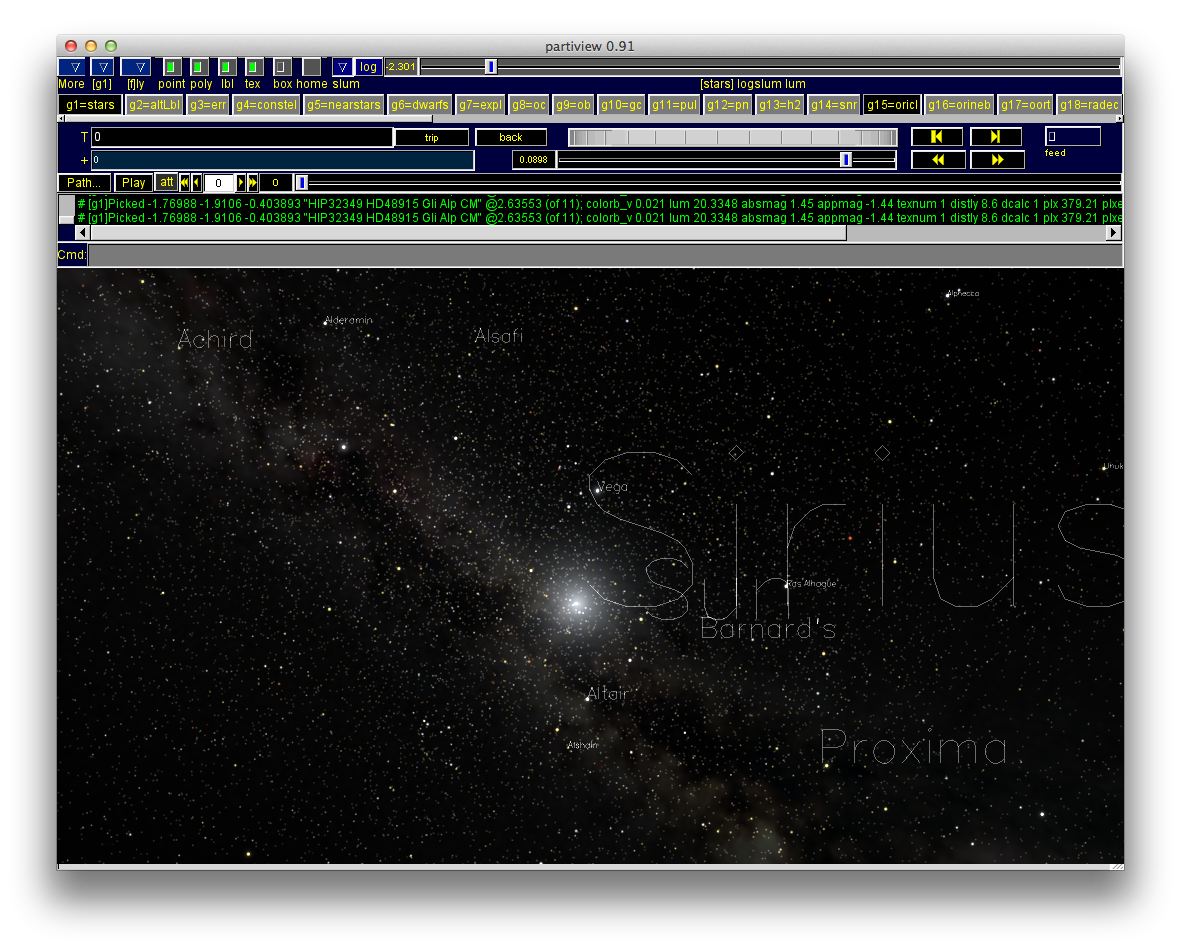 partiview 0.91
log -2.301
More [g1] [f]ly point poly lbl tex box home slum [stars] logslum lum
g1=stars g2=altLbl g3=err g4=constel g5=nearstars g6=dwarfs g7=expl g8=oc g9=ob g10=gc g11=pul g12=pn g13=h2 g14=snr g15=oricl g16=orineb g17=oort g18=radec
T 0 trip back
feed
+ 0 0.0898
Path... Play att 0 0
# [g1]Picked -1.76988 -1.9106 -0.403893 "HIP32349 HD48915 Gli Alp CM" @2.63553 (of 11); colorb_v 0.021 lum 20.3348 absmag 1.45 appmag -1.44 texnum 1 distly 8.6 dcalc 1 plx 379.21 plxe
# [g1]Picked -1.76988 -1.9106 -0.403893 "HIP32349 HD48915 Gli Alp CM" @2.63553 (of 11); colorb_v 0.021 lum 20.3348 absmag 1.45 appmag -1.44 texnum 1 distly 8.6 dcalc 1 plx 379.21 plxe
Cmd:
Alphecca
Alderamin
Achird
Alsafi
Unuk
Vega
Sirius
Sun
Ras Alhague
Barnard's
Altair
Alshain
Proxima